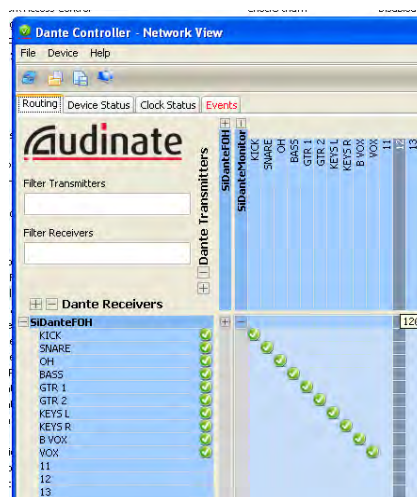 Dante Controller - Network View
File Device Help
Routing Device Status Clock Status Events
Audinate
Filter Transmitters
Filter Receivers
Dante Transmitters
SiDanteFOH
SiDanteMonitor
KICK
SNARE
OH
BASS
GTR 1
GTR 2
KEYS L
KEYS R
B VOX
VOX
11
12
13
Dante Receivers
SiDanteFOH
KICK
SNARE
OH
BASS
GTR 1
GTR 2
KEYS L
KEYS R
B VOX
VOX
11
12
13